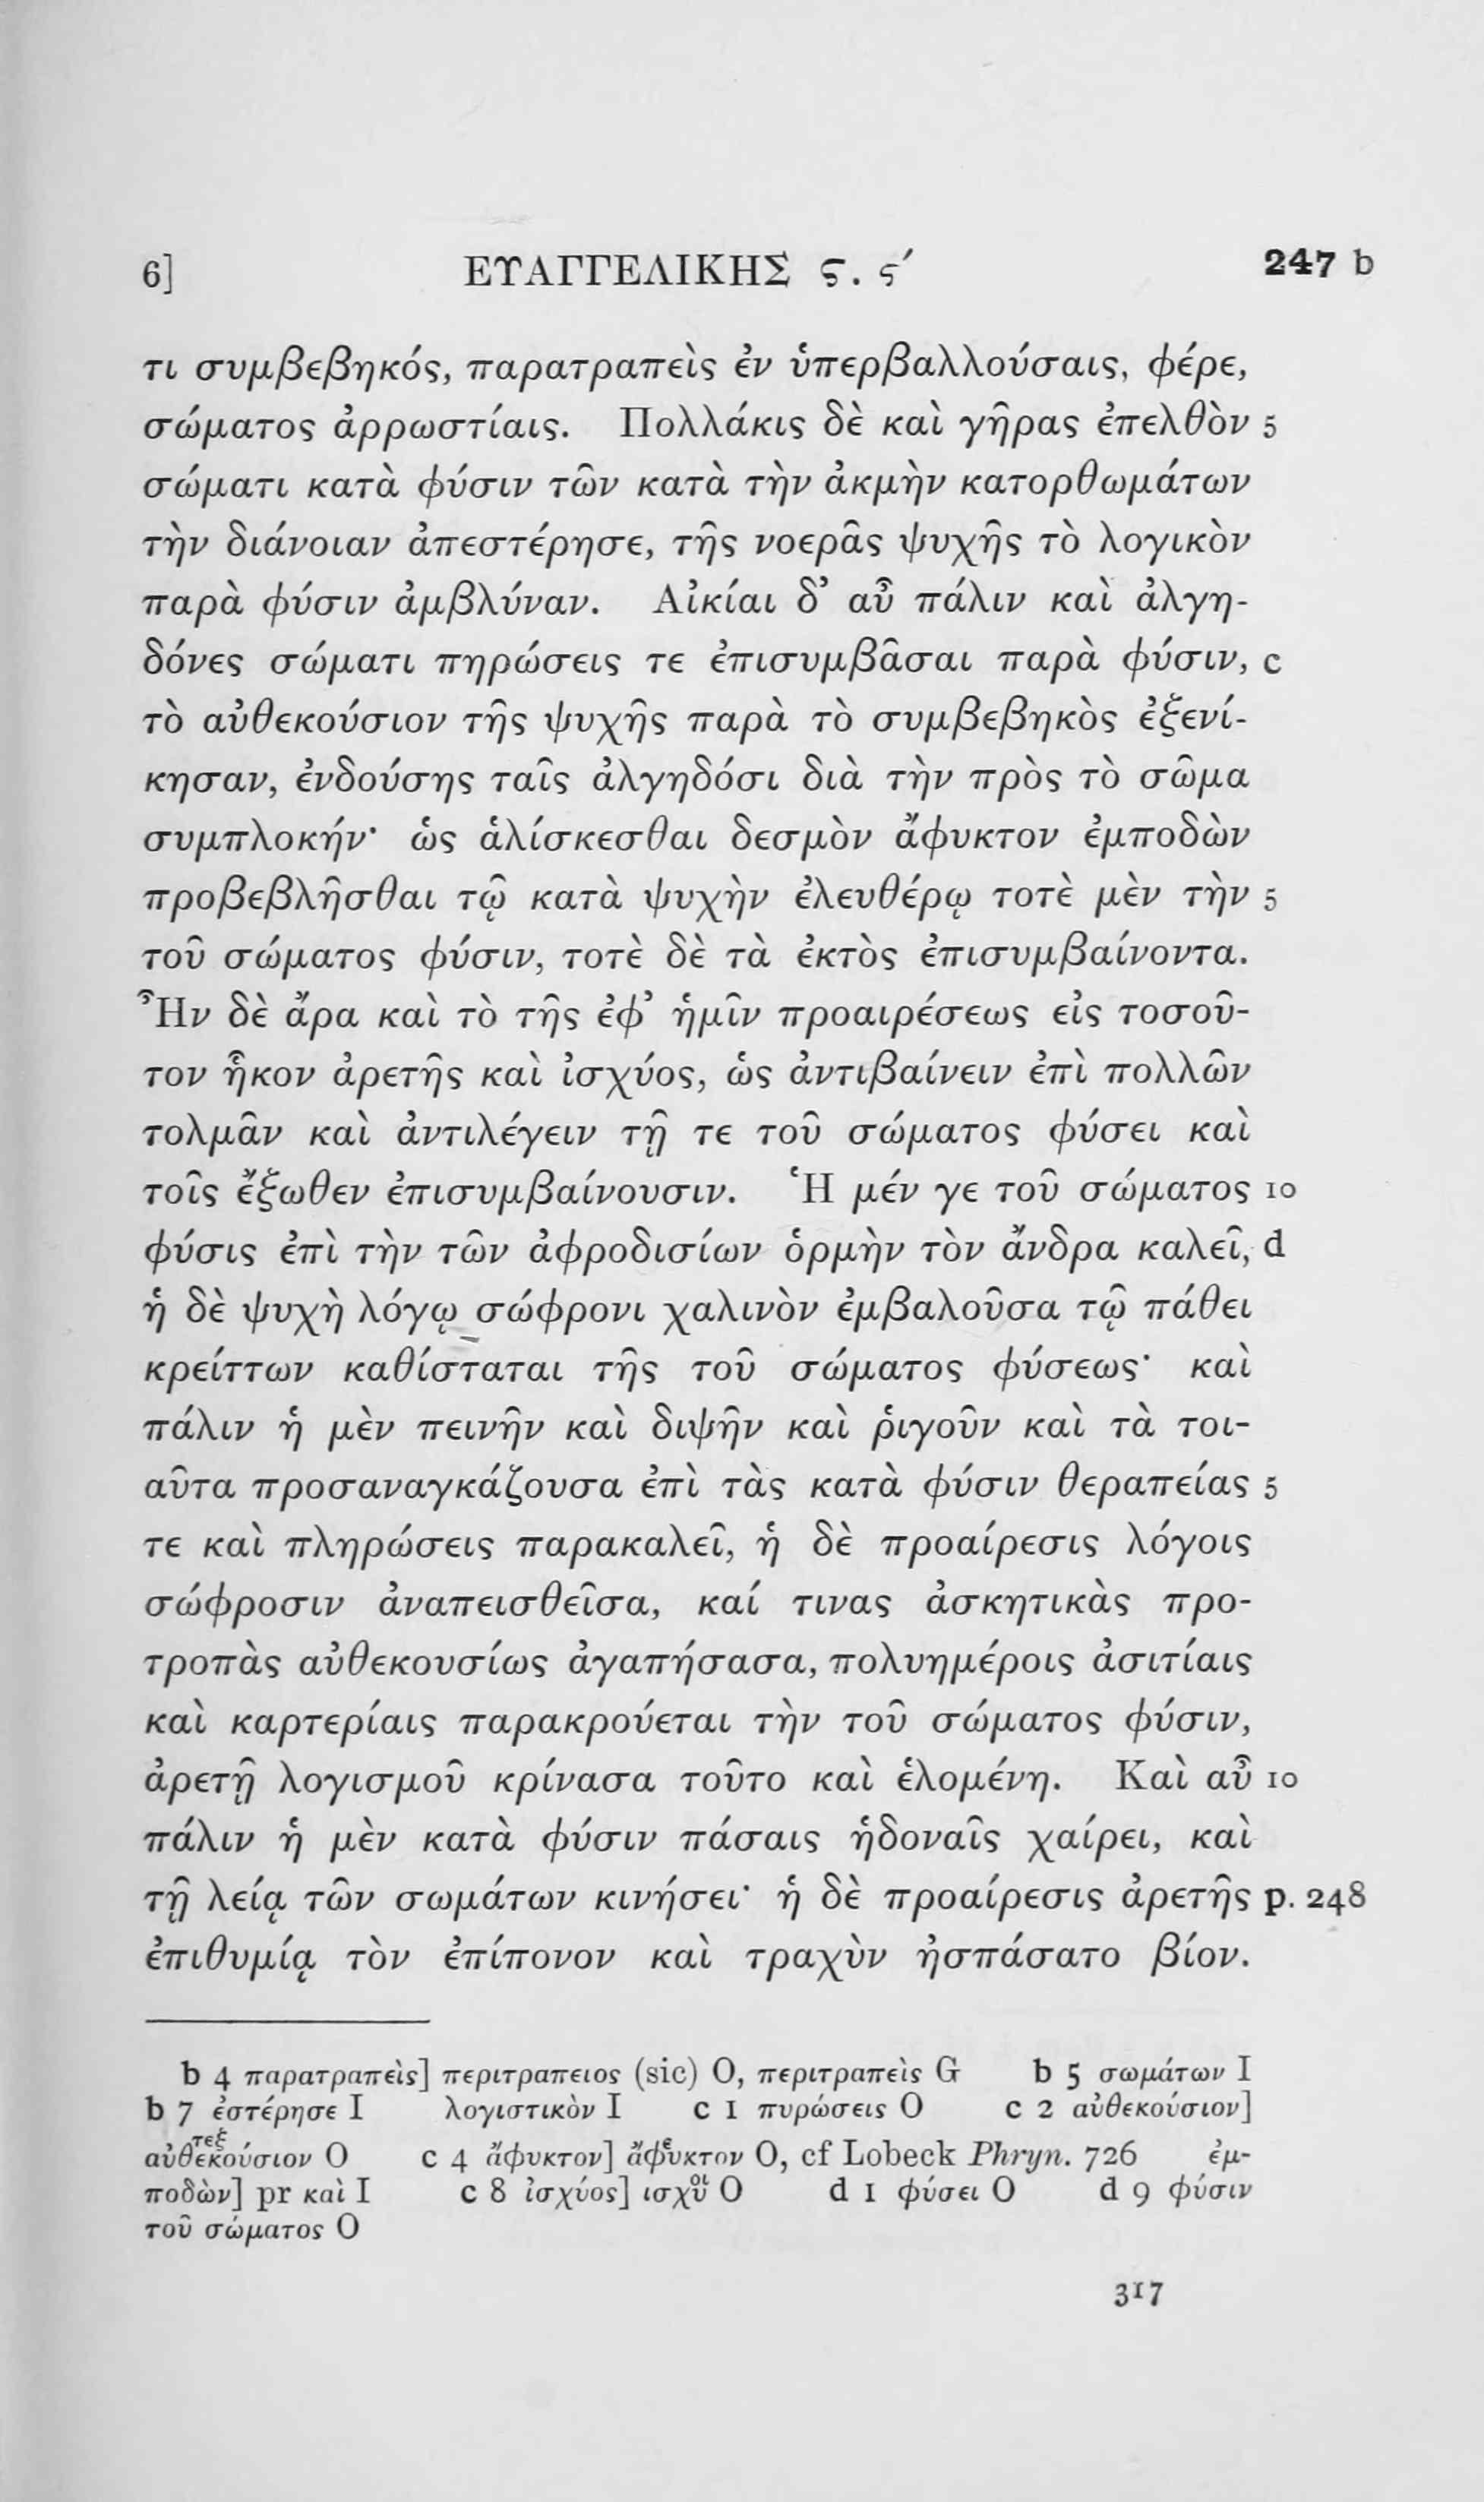 6] ΕΥΑΓΓΕΛΙΚΗΣ ϛ. ϛʹ 247 b
τι συμβεβηκός, παρατραπεὶς ἐν ὑπερβαλλούσαις, φέρε,
σώματος ἀρρωστίαις. Πολλάκις δὲ καὶ γῆρας ἐπελθὸν 5
σώματι κατὰ φύσιν τῶν κατὰ τὴν ἀκμὴν κατορθωμάτων
τὴν διάνοιαν ἀπεστέρησε, τῆς νοερᾶς ψυχῆς τὸ λογικὸν
παρὰ φύσιν ἀμβλύναν. Αἰκίαι δ’ αὖ πάλιν καὶ ἀλγη-
δόνες σώματι πηρώσεις τε ἐπισυμβᾶσαι παρὰ φύσιν, c
τὸ αὐθεκούσιον τῆς ψυχῆς παρὰ τὸ συμβεβηκὸς ἐξενί-
κησαν, ἐνδούσης ταῖς ἀλγηδόσι διὰ τὴν πρὸς τὸ σῶμα
συμπλοκήν· ὡς ἁλίσκεσθαι δεσμὸν ἄφυκτον ἐμποδὼν
προβεβλῆσθαι τῷ κατὰ ψυχὴν ἐλευθέρῳ τοτὲ μὲν τὴν 5
τοῦ σώματος φύσιν, τοτὲ δὲ τὰ ἐκτὸς ἐπισυμβαίνοντα.
Ἦν δὲ ἄρα καὶ τὸ τῆς ἐφ’ ἡμῖν προαιρέσεως εἰς τοσοῦ-
τον ἧκον ἀρετῆς καὶ ἰσχύος, ὡς ἀντιβαίνειν ἐπὶ πολλῶν
τολμᾶν καὶ ἀντιλέγειν τῇ τε τοῦ σώματος φύσει καὶ
τοῖς ἔξωθεν ἐπισυμβαίνουσιν. Ἡ μέν γε τοῦ σώματος 10
φύσις ἐπὶ τὴν τῶν ἀφροδισίων ὁρμὴν τὸν ἄνδρα καλεῖ, d
ἡ δὲ ψυχὴ λόγῳ σώφρονι χαλινὸν ἐμβαλοῦσα τῷ πάθει
κρείττων καθίσταται τῆς τοῦ σώματος φύσεως· καὶ
πάλιν ἡ μὲν πεινῆν καὶ διψῆν καὶ ῥιγοῦν καὶ τὰ τοι-
αῦτα προσαναγκάζουσα ἐπὶ τὰς κατὰ φύσιν θεραπείας 5
τε καὶ πληρώσεις παρακαλεῖ, ἡ δὲ προαίρεσις λόγοις
σώφροσιν ἀναπεισθεῖσα, καί τινας ἀσκητικὰς προ-
τροπὰς αὐθεκουσίως ἀγαπήσασα, πολυημέροις ἀσιτίαις
καὶ καρτερίαις παρακρούεται τὴν τοῦ σώματος φύσιν,
ἀρετῇ λογισμοῦ κρίνασα τοῦτο καὶ ἑλομένη. Καὶ αὖ 10
πάλιν ἡ μὲν κατὰ φύσιν πάσαις ἡδοναῖς χαίρει, καὶ
τῇ λείᾳ τῶν σωμάτων κινήσει· ἡ δὲ προαίρεσις ἀρετῆς p. 248
ἐπιθυμίᾳ τὸν ἐπίπονον καὶ τραχὺν ἠσπάσατο βίον.
b 4 παρατραπεὶς] περιτραπειος (sic) O, περιτραπεὶς G b 5 σωμάτων I
b 7 ἐστέρησε I λογιστικὸν I c 1 πυρώσεις O c 2 αὐθεκούσιον]
αὐθεκούσιον O c 4 ἄφυκτον] ἄφευκτον O, cf Lobeck Phryn. 726 ἐμ-
ποδὼν] pr καὶ I c 8 ἰσχύος] ισχῦοι O d 1 φύσει O d 9 φύσιν
τοῦ σώματος O
317